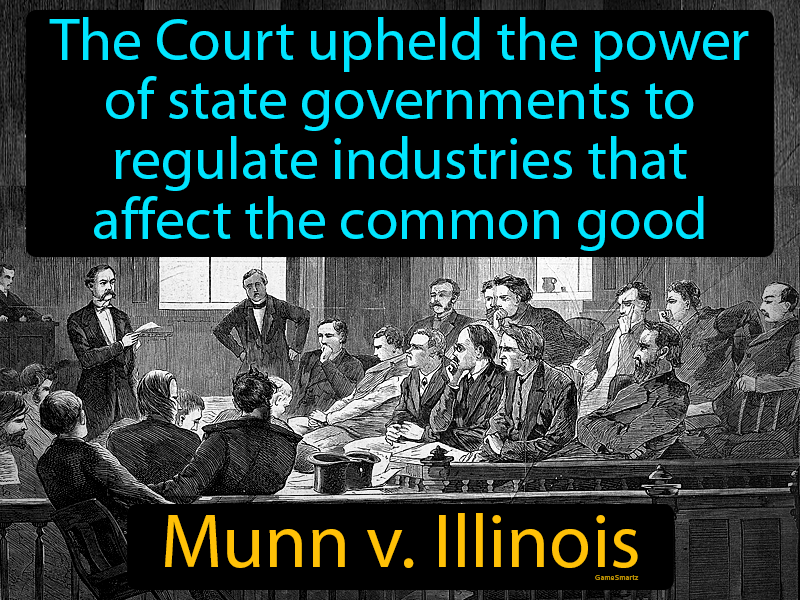 The Court upheld the power
of state governments to
regulate industries that
affect the common good
Munn v. Illinois
GameSmartz